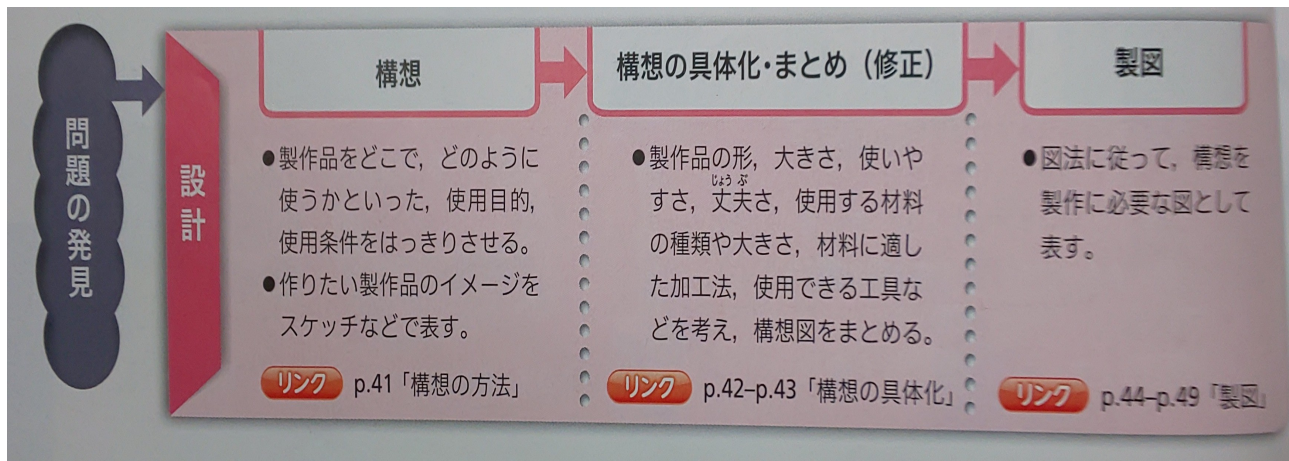 問題の発見
設計
構想
●製作品をどこで，どのように
使うかといった，使用目的，
使用条件をはっきりさせる。
●作りたい製作品のイメージを
スケッチなどで表す。
リンク p.41「構想の方法」
構想の具体化・まとめ（修正）
●製作品の形，大きさ，使いや
じょうぶ
すさ，丈夫さ，使用する材料
の種類や大きさ，材料に適し
た加工法，使用できる工具な
どを考え，構想図をまとめる。
リンク p.42–p.43「構想の具体化」
製図
●図法に従って，構想を
製作に必要な図として
表す。
リンク p.44–p.49「製図」